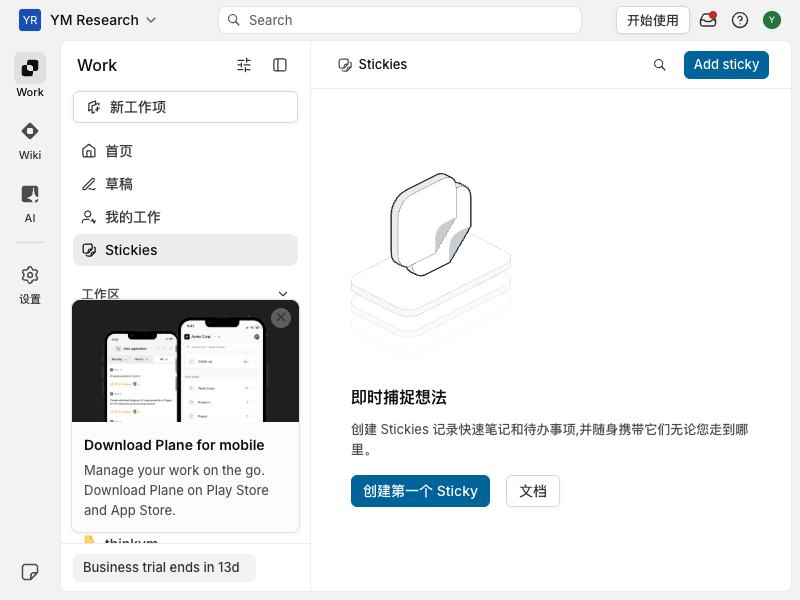 YR YM Research
Search
开始使用
Y
Work
Wiki
AI
设置
Work
新工作项
首页
草稿
我的工作
Stickies
工作区
Download Plane for mobile
Manage your work on the go.
Download Plane on Play Store
and App Store.
thinkym
Business trial ends in 13d
Stickies
Add sticky
即时捕捉想法
创建 Stickies 记录快速笔记和待办事项,并随身携带它们无论您走到哪
里。
创建第一个 Sticky
文档